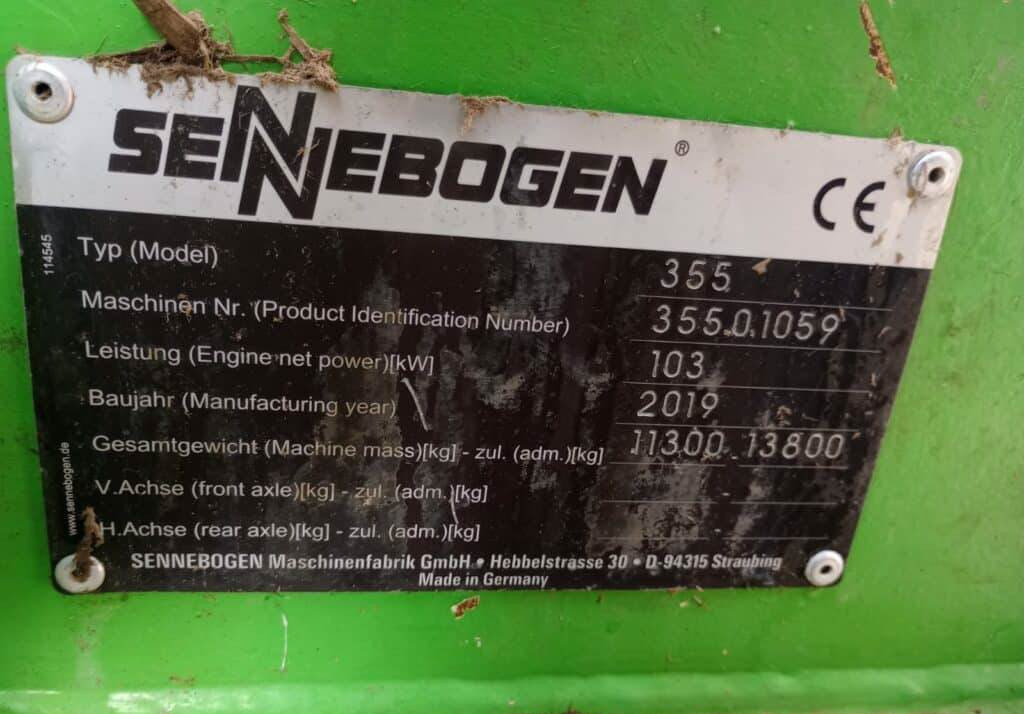 SENNEBOGEN®
CE
114545
Typ (Model) 355
Maschinen Nr. (Product Identification Number) 355.0.1059
Leistung (Engine net power)[kW] 103
Baujahr (Manufacturing year) 2019
Gesamtgewicht (Machine mass)[kg] - zul. (adm.)[kg] 11300 13800
V.Achse (front axle)[kg] - zul. (adm.)[kg]
H.Achse (rear axle)[kg] - zul. (adm.)[kg]
www.sennebogen.de
SENNEBOGEN Maschinenfabrik GmbH • Hebbelstrasse 30 • D-94315 Straubing
Made in Germany